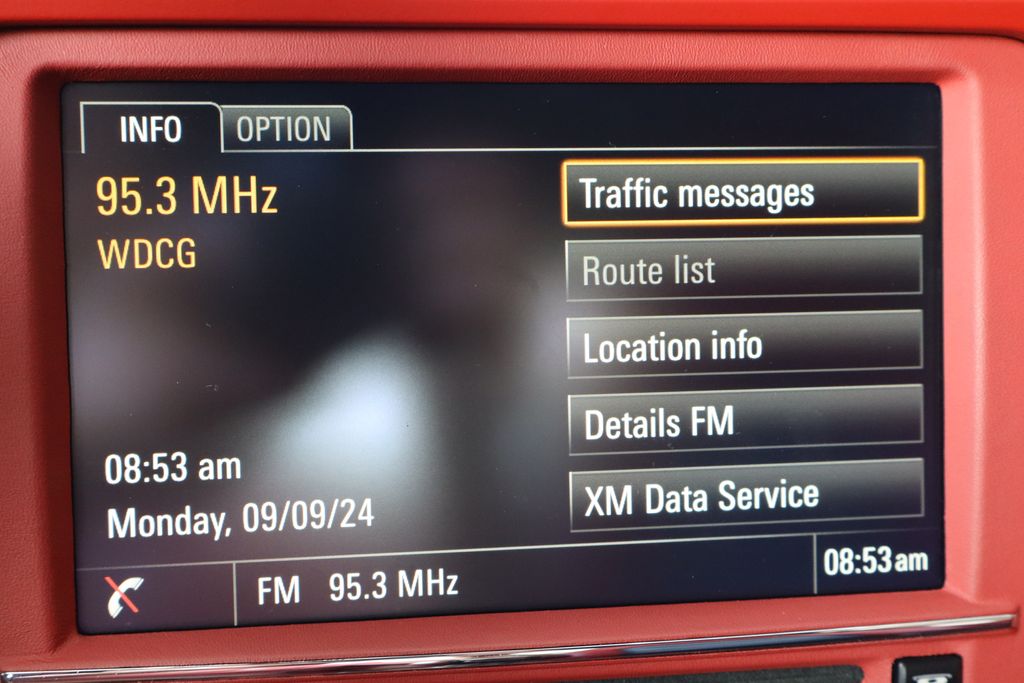 INFO
OPTION
95.3 MHz
WDCG
Traffic messages
Route list
Location info
Details FM
XM Data Service
08:53 am
Monday, 09/09/24
FM 95.3 MHz
08:53am